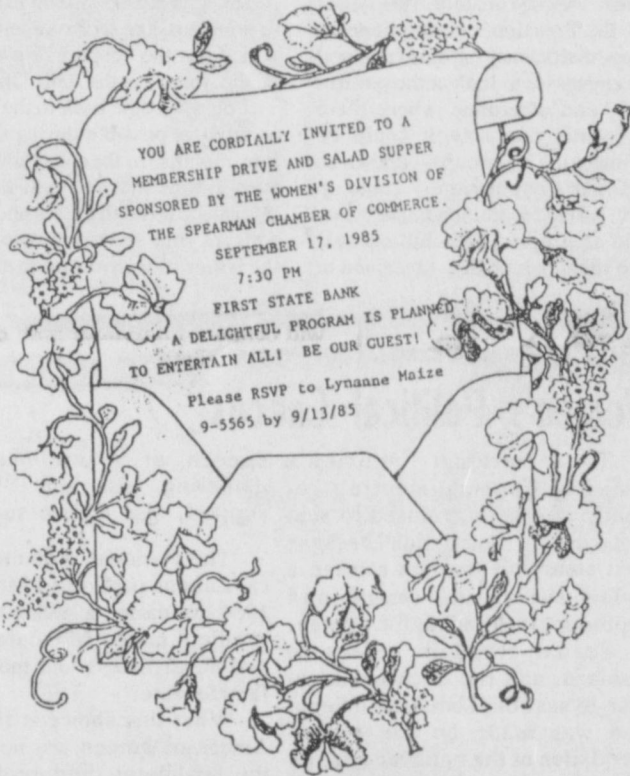 YOU ARE CORDIALLY INVITED TO A
MEMBERSHIP DRIVE AND SALAD SUPPER
SPONSORED BY THE WOMEN'S DIVISION OF
THE SPEARMAN CHAMBER OF COMMERCE.
SEPTEMBER 17, 1985
7:30 PM
FIRST STATE BANK
A DELIGHTFUL PROGRAM IS PLANNED
TO ENTERTAIN ALL! BE OUR GUEST!
Please RSVP to Lynanne Maize
9-5565 by 9/13/85